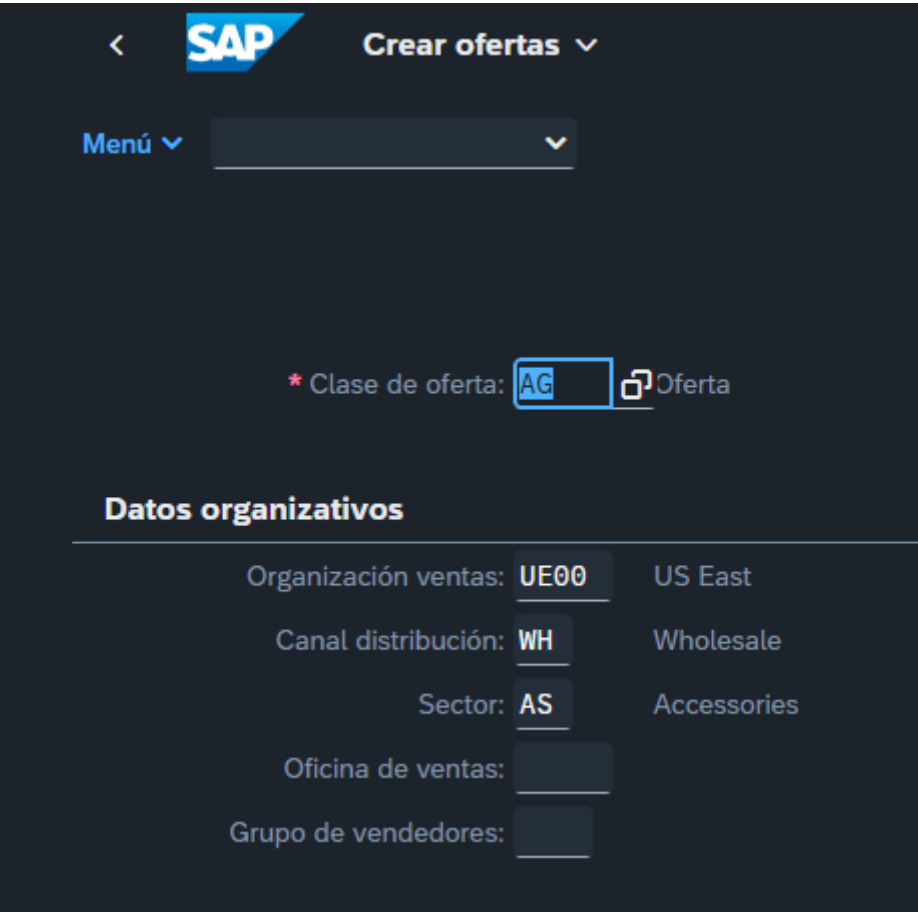 SAP Crear ofertas
Menú
* Clase de oferta: AG Oferta
Datos organizativos
Organización ventas: UE00 US East
Canal distribución: WH Wholesale
Sector: AS Accessories
Oficina de ventas:
Grupo de vendedores: